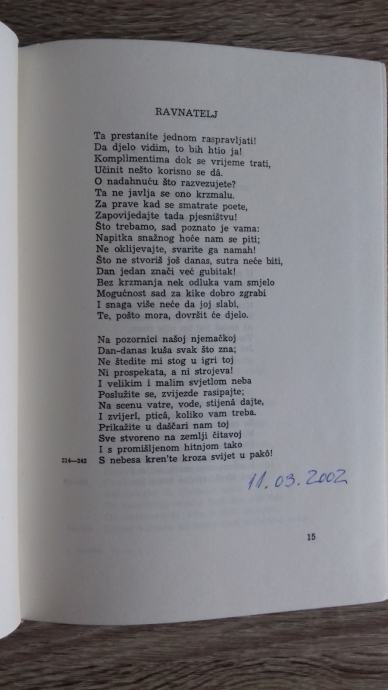 RAVNATELJ
Ta prestanite jednom raspravljati!
Da djelo vidim, to bih htio ja!
Komplimentima dok se vrijeme trati,
Učinit nešto korisno se dâ.
O nadahnuću što razvezujete?
Ta ne javlja se ono krzmalu.
Za prave kad se smatrate poete,
Zapovijedajte tada pjesništvu!
Što trebamo, sad poznato je vama:
Napitka snažnog hoće nam se piti;
Ne oklijevajte, svarite ga namah!
Što ne stvoriš još danas, sutra neće biti,
Dan jedan znači već gubitak!
Bez krzmanja nek odluka vam smjelo
Mogućnost sad za kike dobro zgrabi
I snaga više neće da joj slabi,
Te, pošto mora, dovršit će djelo.
Na pozornici našoj njemačkoj
Dan-danas kuša svak što zna;
Ne štedite mi stog u igri toj
Ni prospekata, a ni strojeva!
I velikim i malim svjetlom neba
Poslužite se, zvijezde rasipajte;
Na scenu vatre, vode, stijenâ dajte,
I zvijeri, pticâ, koliko vam treba.
Prikažite u daščari nam toj
Sve stvoreno na zemlji čitavoj
I s promišljenom hitnjom tako
214—242 S nebesa kren'te kroza svijet u pakô!
11.03.2002
15